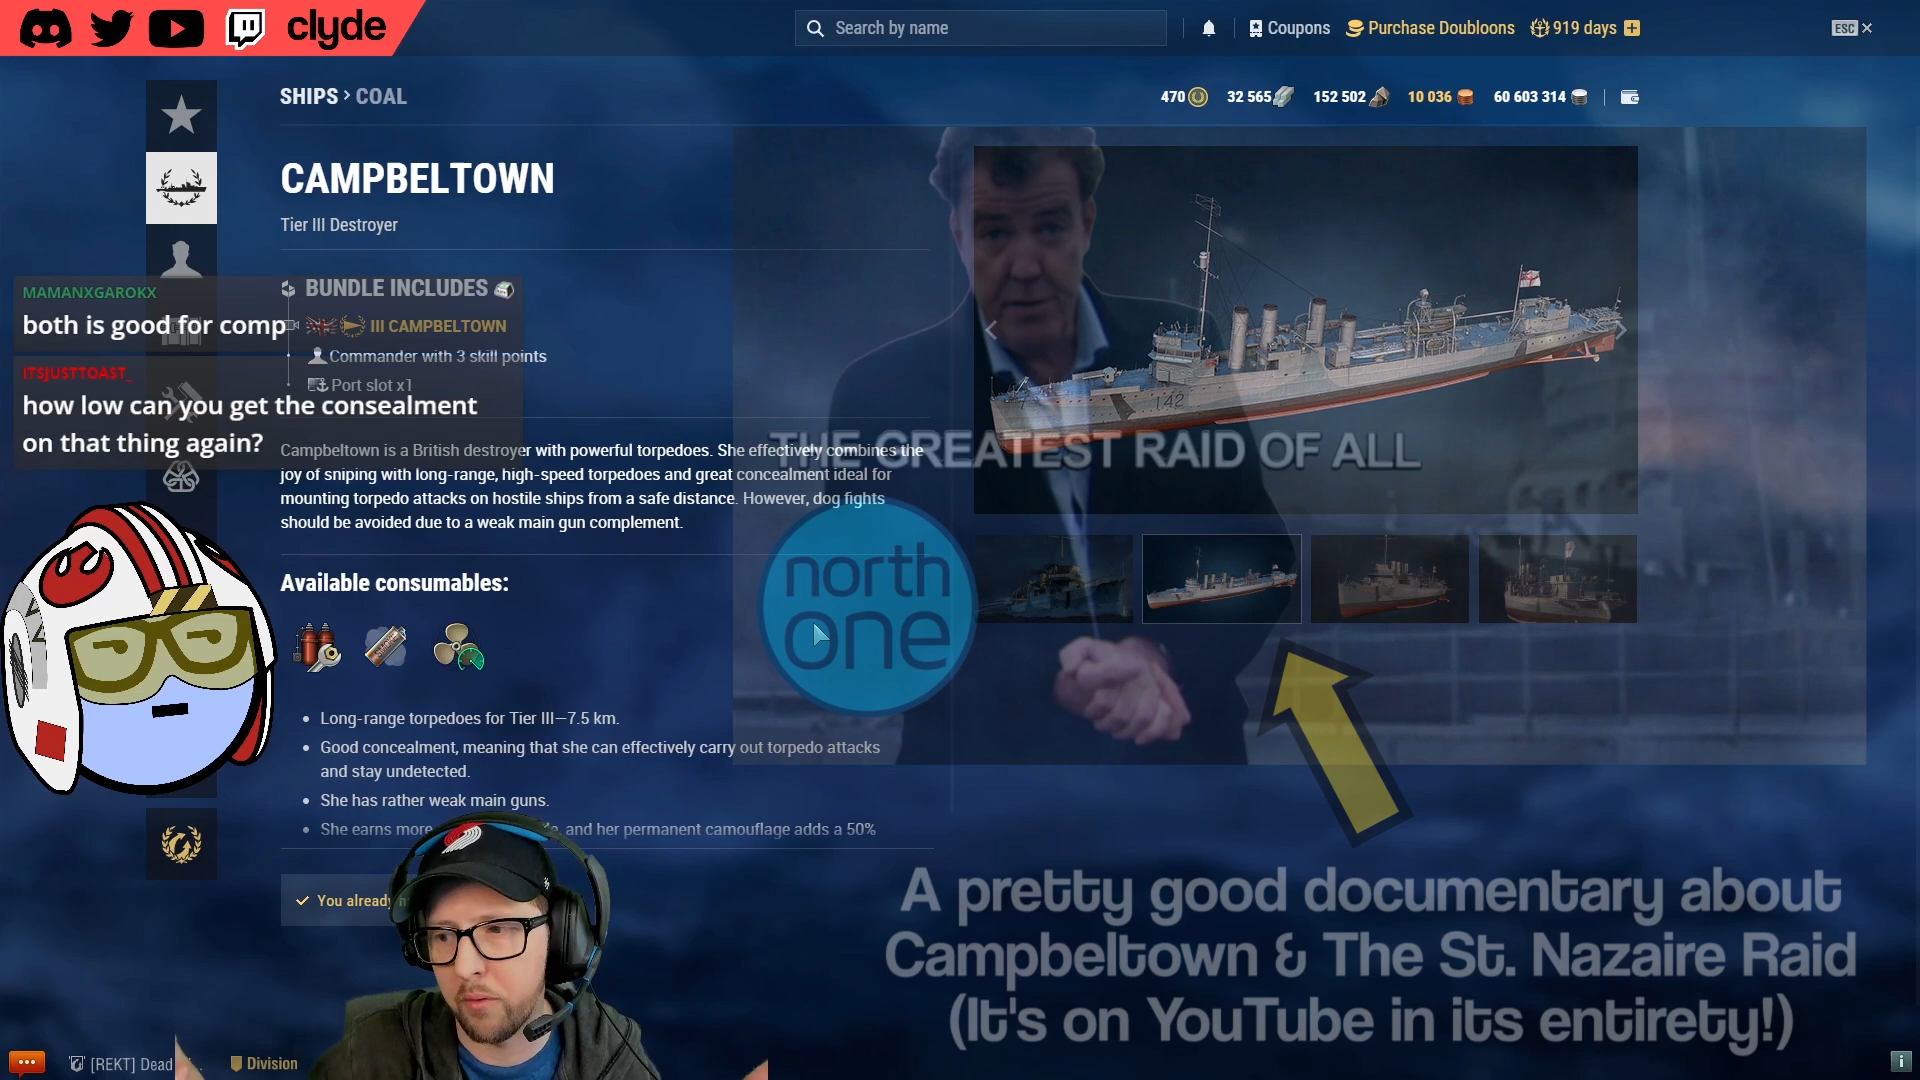 clyde
Search by name
Coupons
Purchase Doubloons
919 days
ESC
SHIPS > COAL
470
32 565
152 502
10 036
60 603 314
CAMPBELTOWN
Tier III Destroyer
BUNDLE INCLUDES
III CAMPBELTOWN
Commander with 3 skill points
Port slot x1
MAMANXGAROKX
both is good for comp
ITSJUSTTOAST_
how low can you get the consealment
on that thing again?
Campbeltown is a British destroyer with powerful torpedoes. She effectively combines the
joy of sniping with long-range, high-speed torpedoes and great concealment ideal for
mounting torpedo attacks on hostile ships from a safe distance. However, dog fights
should be avoided due to a weak main gun complement.
THE GREATEST RAID OF ALL
I42
north
one
Available consumables:
• Long-range torpedoes for Tier III—7.5 km.
• Good concealment, meaning that she can effectively carry out torpedo attacks
and stay undetected.
• She has rather weak main guns.
• She earns more and her permanent camouflage adds a 50%
You already
A pretty good documentary about
Campbeltown & The St. Nazaire Raid
(It's on YouTube in its entirety!)
[REKT] Dead
Division